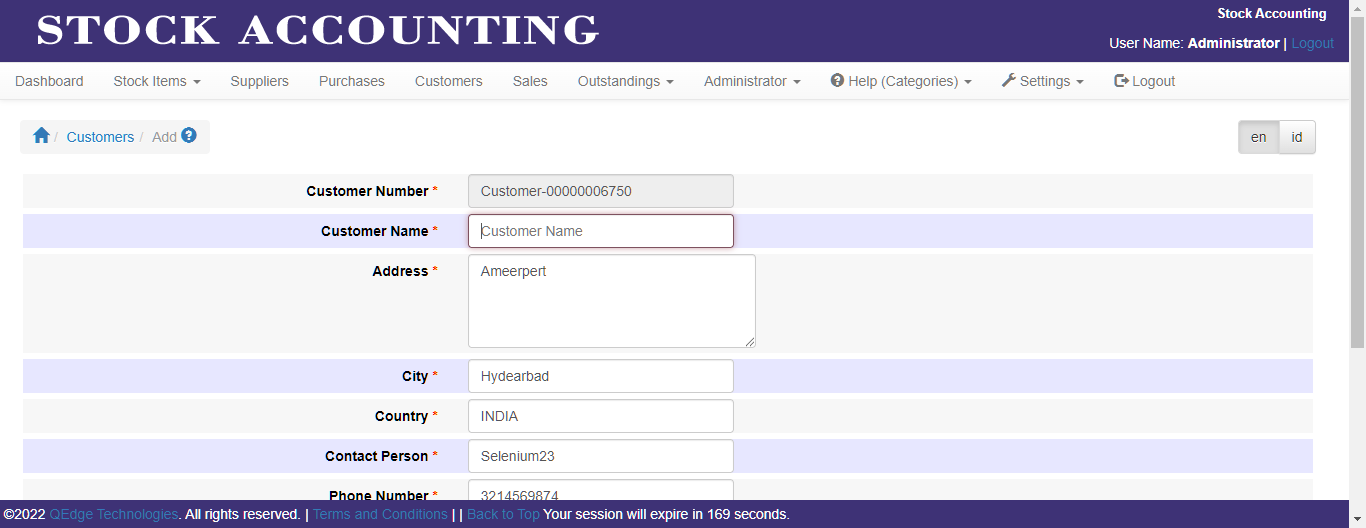 STOCK ACCOUNTING
Stock Accounting
User Name: Administrator | Logout
Dashboard Stock Items Suppliers Purchases Customers Sales Outstandings Administrator Help (Categories) Settings Logout
/ Customers / Add
en id
Customer Number * Customer-00000006750
Customer Name * Customer Name
Address * Ameerpert
City * Hydearbad
Country * INDIA
Contact Person * Selenium23
Phone Number * 3214569874
©2022 QEdge Technologies. All rights reserved. | Terms and Conditions | | Back to Top Your session will expire in 169 seconds.